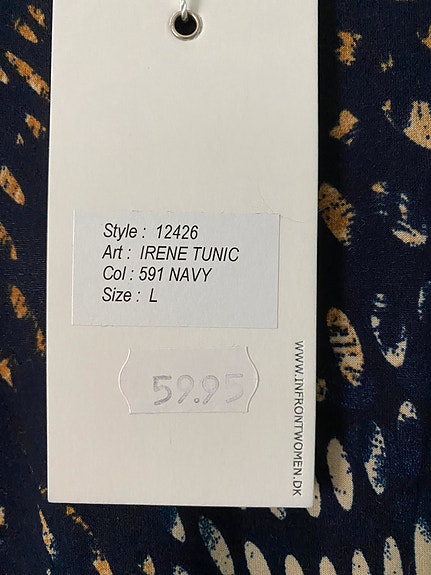 Style : 12426
Art : IRENE TUNIC
Col : 591 NAVY
Size : L
59.95
WWW.INFRONTWOMEN.DK